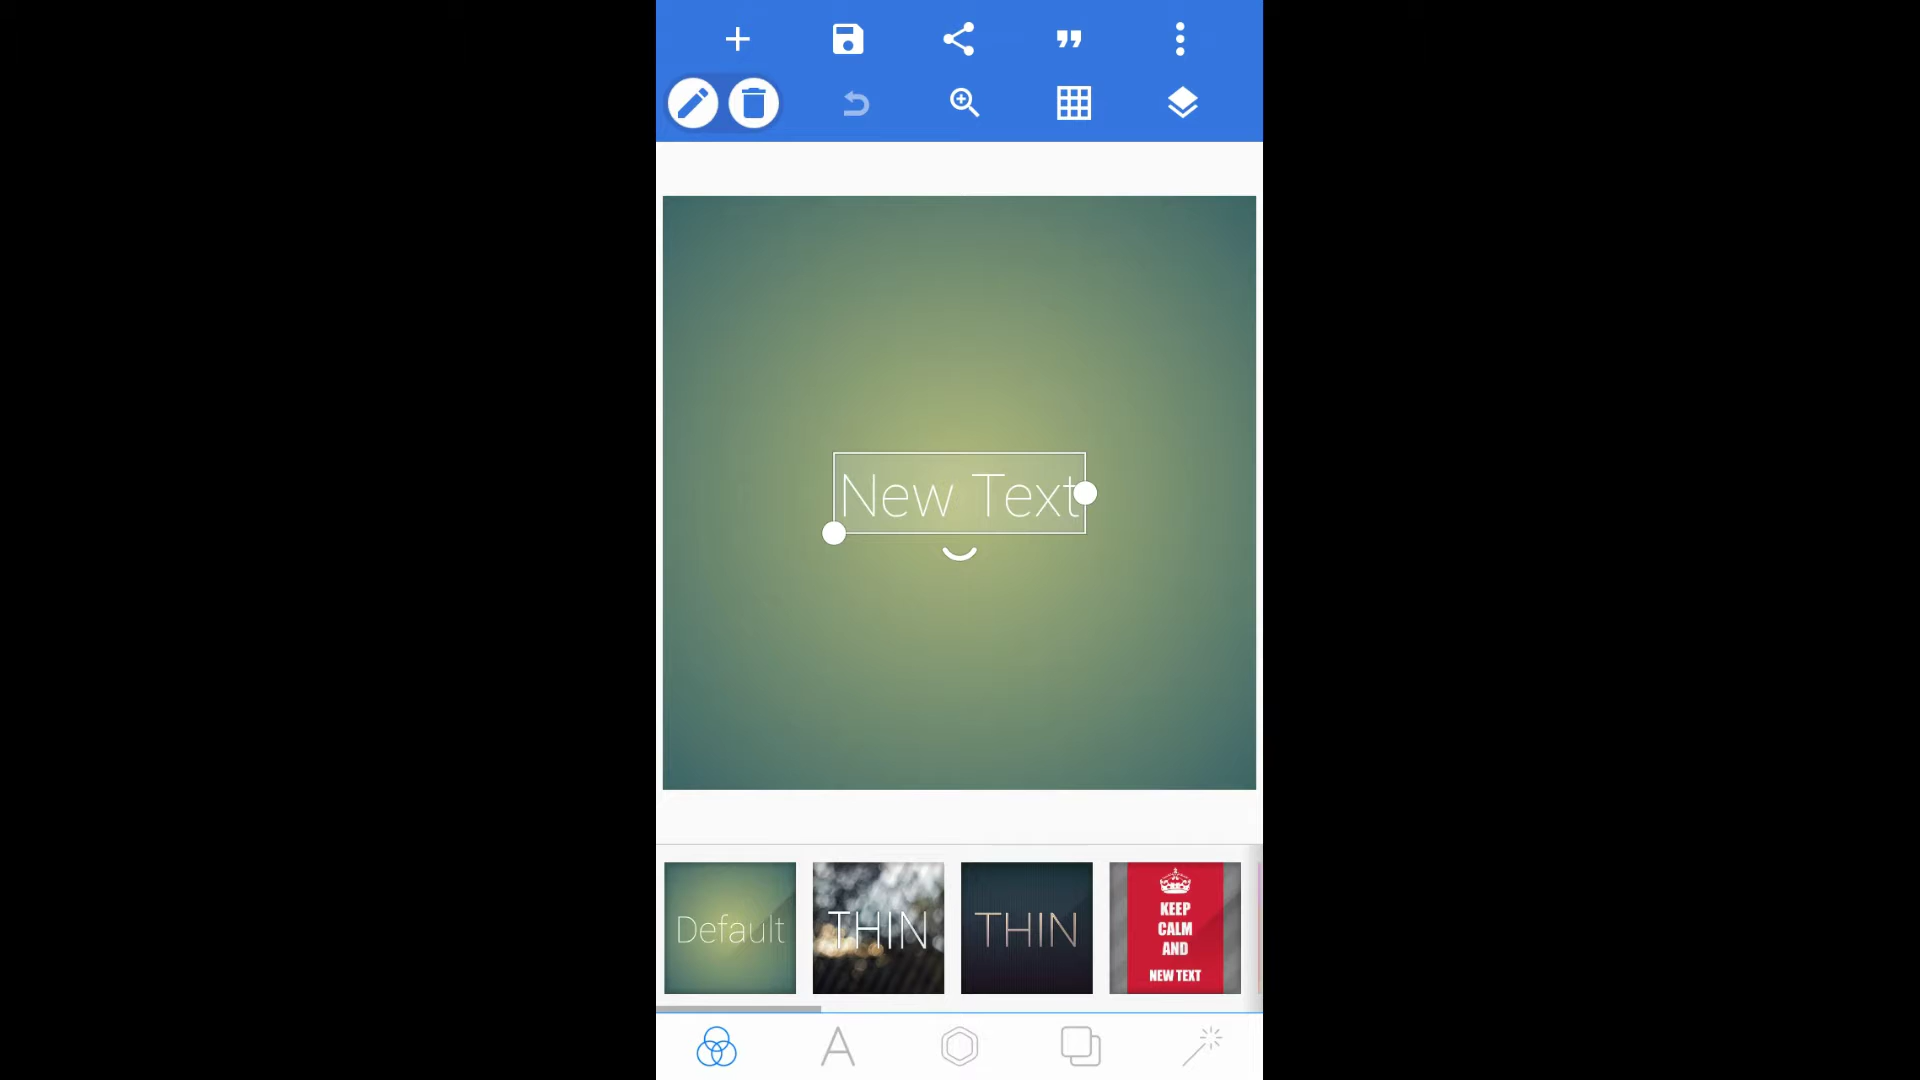 New Text
Default
THIN
THIN
KEEP
CALM
AND
NEW TEXT